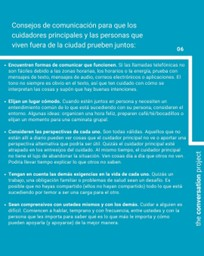 Consejos de comunicación para que los
cuidadores principales y las personas que
viven fuera de la ciudad prueben juntos:
06
Encuentren formas de comunicar que funcionen. Si las llamadas telefónicas no
son fáciles debido a las zonas horarias, los horarios o la energía, prueba con
mensajes de texto, mensajes de audio, correos electrónicos o aplicaciones. El
tono no siempre es obvio en el texto, así que ten cuidado con cómo se
interpretan las cosas y supón que hay buenas intenciones.
Elijan un lugar cómodo. Cuando estén juntos en persona y necesiten un
entendimiento común de lo que está sucediendo con su persona, consideren el
entorno. Algunas ideas: organizar una hora feliz, preparen café/té/bocadillos o
elijan un momento para una caminata grupal.
Consideren las perspectivas de cada uno. Son todas válidas. Aquellos que no
están allí a diario pueden ver cosas que el cuidador principal no ve o aportar una
perspectiva alternativa que podría ser útil. Quizás el cuidador principal esté
atrapado en los entresijos del cuidado. Al mismo tiempo, el cuidador principal
no tiene el lujo de abandonar la situación. Ven cosas día a día que otros no ven
Podría llevar tiempo explicar lo que otros no saben.
Tengan en cuenta las demás exigencias en la vida de cada uno. Quizás un
trabajo, una obligación familiar o problemas de salud sean un desafío. Es
posible que no hayas compartido (ellos no hayan compartido) todo lo que está
sucediendo por temor a ser una carga para el otro
Sean comprensivos con ustedes mismos y con los demás. Cuidar a alguien es
difícil. Comiencen a hablar, temprano y con frecuencia, entre ustedes y con la
persona que les importa para saber qué es lo que más le importa y cómo
pueden apoyarla (y apoyarse) de la mejor manera.
the conversation project